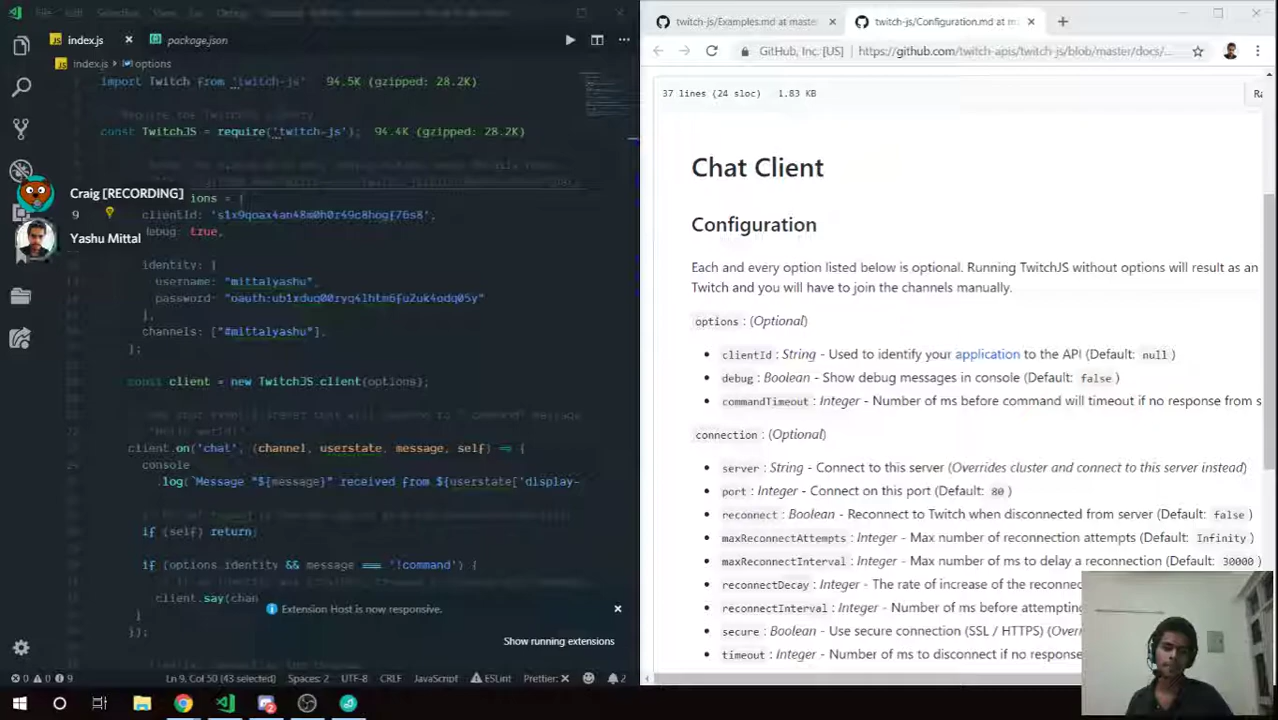 index.js
package.json
index.js > options
import Twitch from 'twitch-js' 94.5K (gzipped: 28.2K)
const TwitchJS = require('twitch-js'); 94.4K (gzipped: 28.2K)
Craig [RECORDING]
ions = {
9
clientId:
Yashu Mittal
ebug: true,
identity: {
username: "mittalyashu",
password:
},
channels: ["#mittalyashu"],
};
const client = new TwitchJS.client(options);
client.on('chat', (channel, userstate, message, self) => {
console
.log(`Message "${message}" received from ${userstate['display-
if (self) return;
if (options.identity && message === '!command') {
client.say(chan
}
});
Extension Host is now responsive.
Show running extensions
0 0 9
Ln 9, Col 50 (43 selected)
Spaces: 2
UTF-8
CRLF
JavaScript
ESLint
Prettier: ×
2
twitch-js/Examples.md at master
twitch-js/Configuration.md at m
GitHub, Inc. [US] | https://github.com/twitch-apis/twitch-js/blob/master/docs/...
37 lines (24 sloc) 1.83 KB
Ra
Chat Client
Configuration
Each and every option listed below is optional. Running TwitchJS without options will result as an
Twitch and you will have to join the channels manually.
options : (Optional)
• clientId : String - Used to identify your application to the API (Default: null )
• debug : Boolean - Show debug messages in console (Default: false )
• commandTimeout : Integer - Number of ms before command will timeout if no response from s
connection : (Optional)
• server : String - Connect to this server (Overrides cluster and connect to this server instead)
• port : Integer - Connect on this port (Default: 80 )
• reconnect : Boolean - Reconnect to Twitch when disconnected from server (Default: false )
• maxReconnectAttempts : Integer - Max number of reconnection attempts (Default: Infinity )
• maxReconnectInterval : Integer - Max number of ms to delay a reconnection (Default: 30000
• reconnectDecay : Integer - The rate of increase of the reconnec
• reconnectInterval : Integer - Number of ms before attempting
• secure : Boolean - Use secure connection (SSL / HTTPS) (Overr
• timeout : Integer - Number of ms to disconnect if no response